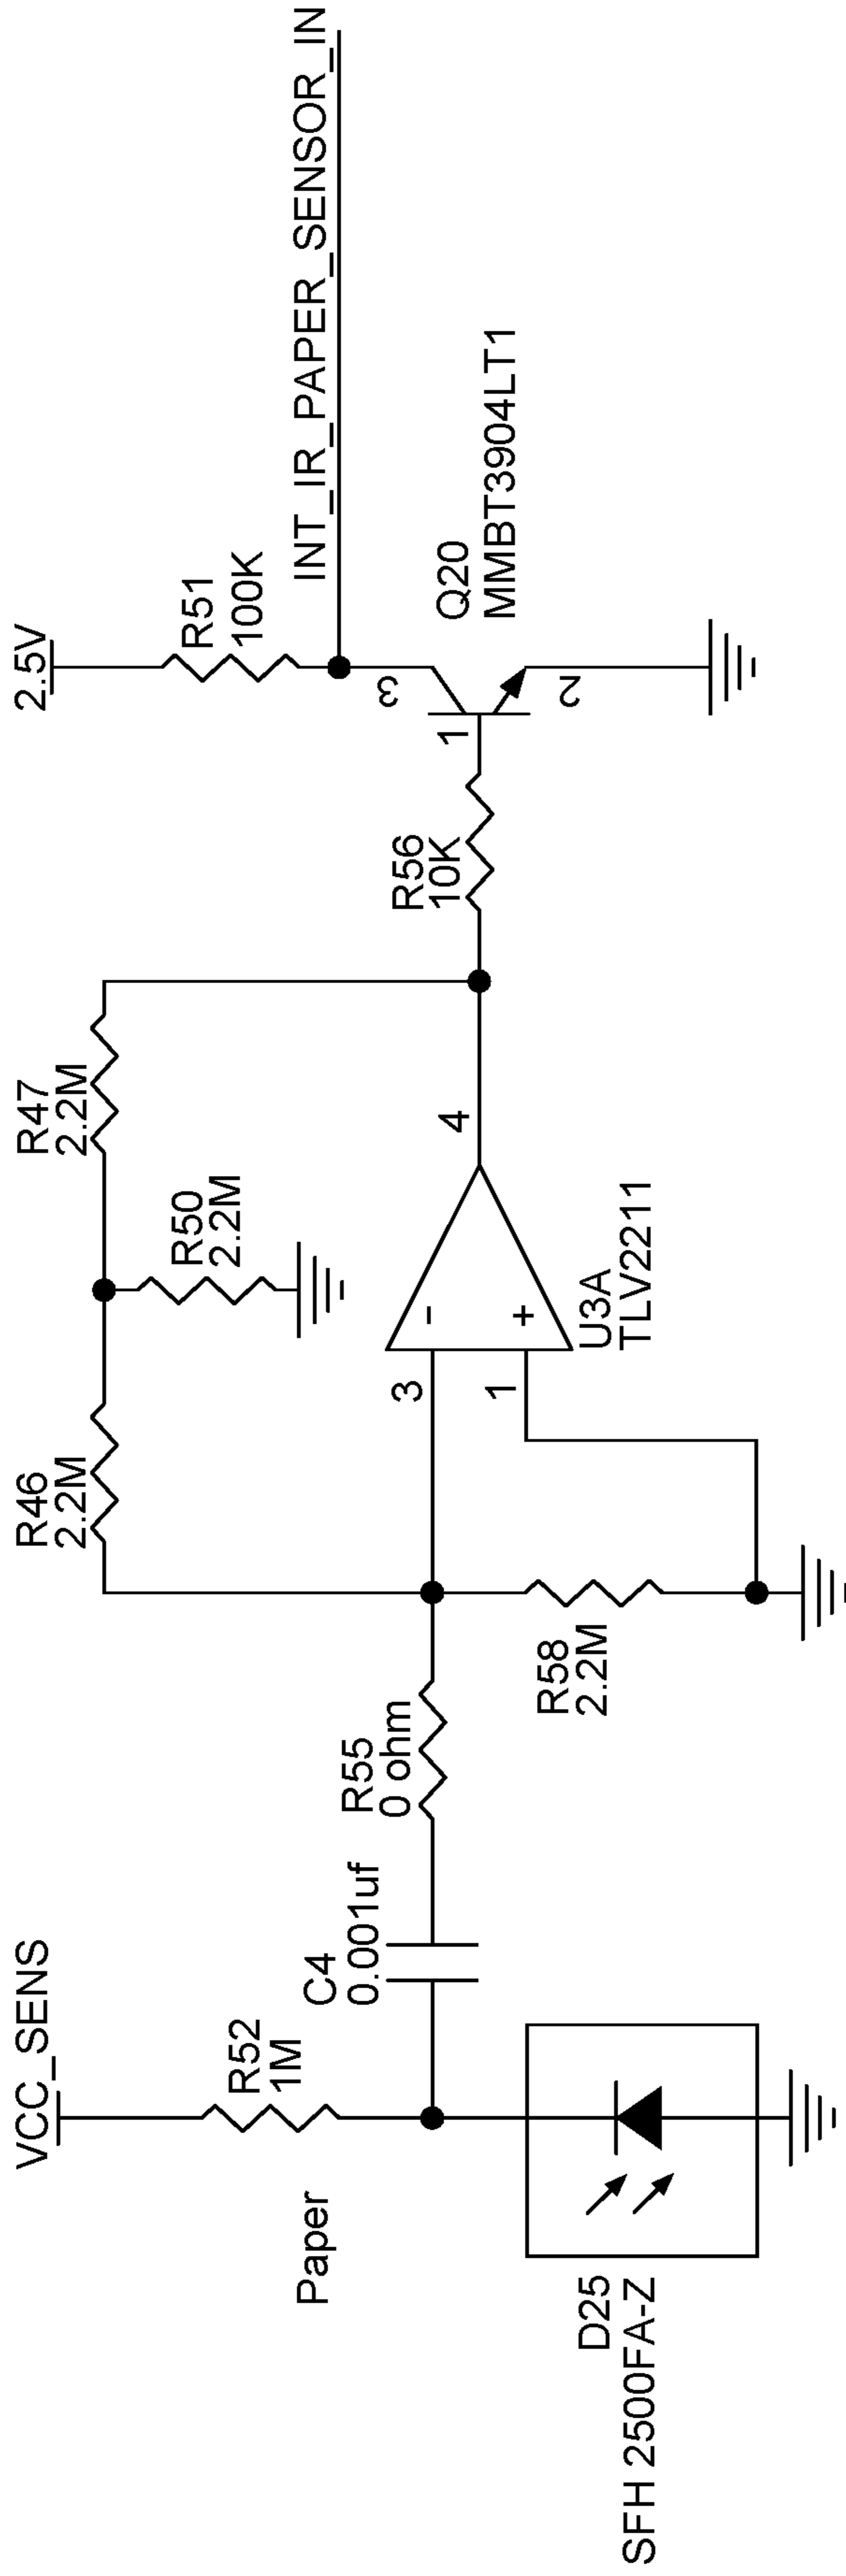 VCC_SENS
R52
1M
Paper
D25
SFH 2500FA-Z
C4
0.001uf
R55
0 ohm
R58
2.2M
R46
2.2M
R50
2.2M
R47
2.2M
3
-
1
+
4
U3A
TLV2211
R56
10K
2.5V
R51
100K
INT_IR_PAPER_SENSOR_IN
3
1
2
Q20
MMBT3904LT1